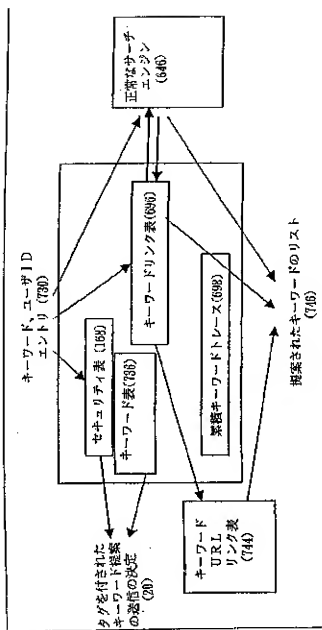 キーワード、ユーザID
エントリ (730)
セキュリティ表 (168)
キーワード表 (736)
キーワードリンク表 (696)
累積キーワードトレース (698)
正常なサーチ
エンジン
(646)
タグを付された
キーワード提案
の送信の決定
(20)
キーワード
URL
リンク表
(744)
提案されたキーワードのリスト
(746)